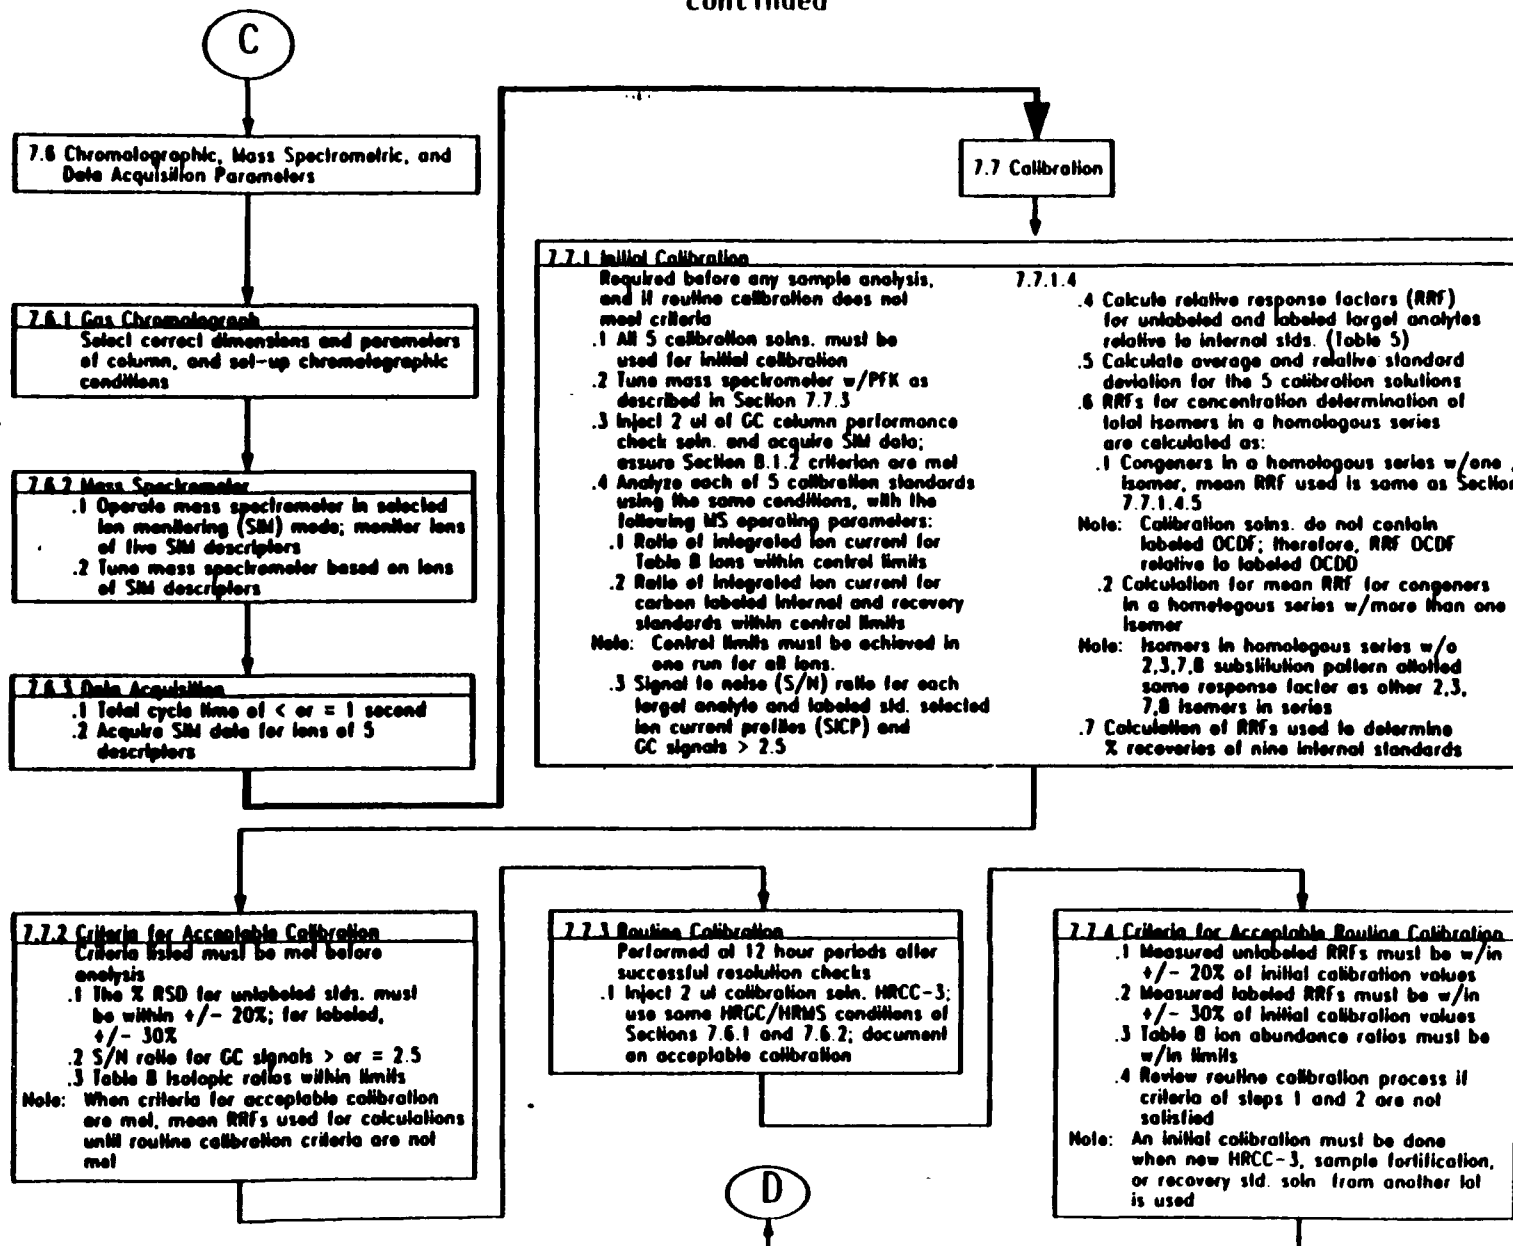 Continued
C
7.6 Chromatographic, Mass Spectrometric, and
Data Acquisition Parameters
7.6.1 Gas Chromatograph
Select correct dimensions and parameters
of column, and set-up chromatographic
conditions
7.6.2 Mass Spectrometer
.1 Operate mass spectrometer in selected
ion monitoring (SIM) mode; monitor ions
of five SIM descriptors
.2 Tune mass spectrometer based on ions
of SIM descriptors
7.6.3 Data Acquisition
.1 Total cycle time of < or = 1 second
.2 Acquire SIM data for ions of 5
descriptors
7.7 Calibration
7.7.1 Initial Calibration
Required before any sample analysis,
and if routine calibration does not
meet criteria
.1 All 5 calibration solns. must be
used for initial calibration
.2 Tune mass spectrometer w/PFK as
described in Section 7.7.3
.3 Inject 2 ul of GC column performance
check soln. and acquire SIM data;
assure Section 8.1.2 criterion are met
.4 Analyze each of 5 calibration standards
using the same conditions, with the
following MS operating parameters:
.1 Ratio of integrated ion current for
Table 8 ions within control limits
.2 Ratio of integrated ion current for
carbon labeled internal and recovery
standards within control limits
Note: Control limits must be achieved in
one run for all ions.
.3 Signal to noise (S/N) ratio for each
target analyte and labeled std. selected
ion current profiles (SICP) and
GC signals > 2.5
7.7.1.4
.4 Calcute relative response factors (RRF)
for unlabeled and labeled target analytes
relative to internal stds. (Table 5)
.5 Calculate average and relative standard
deviation for the 5 calibration solutions
.6 RRFs for concentration determination of
total isomers in a homologous series
are calculated as:
.1 Congeners in a homologous series w/one
isomer, mean RRF used is same as Section
7.7.1.4.5
Note: Calibration solns. do not contain
labeled OCDF; therefore, RRF OCDF
relative to labeled OCDD
.2 Calculation for mean RRF for congeners
in a homologous series w/more than one
isomer
Note: Isomers in homologous series w/o
2,3,7,8 substitution pattern allotted
same response factor as other 2,3,
7,8 isomers in series
.7 Calculation of RRFs used to determine
% recoveries of nine internal standards
7.7.2 Criteria for Acceptable Calibration
Criteria listed must be met before
analysis
.1 The % RSD for unlabeled stds. must
be within +/- 20%; for labeled,
+/- 30%
.2 S/N ratio for GC signals > or = 2.5
.3 Table 8 isotopic ratios within limits
Note: When criteria for acceptable calibration
are met, mean RRFs used for calculations
until routine calibration criteria are not
met
7.7.3 Routine Calibration
Performed at 12 hour periods after
successful resolution checks
.1 Inject 2 ul calibration soln. HRCC-3;
use same HRGC/HRMS conditions of
Sections 7.6.1 and 7.6.2; document
an acceptable calibration
7.7.4 Criteria for Acceptable Routine Calibration
.1 Measured unlabeled RRFs must be w/in
+/- 20% of initial calibration values
.2 Measured labeled RRFs must be w/in
+/- 30% of initial calibration values
.3 Table 8 ion abundance ratios must be
w/in limits
.4 Review routine calibration process if
criteria of steps 1 and 2 are not
satisfied
Note: An initial calibration must be done
when new HRCC-3, sample fortification,
or recovery std. soln from another lot
is used
D